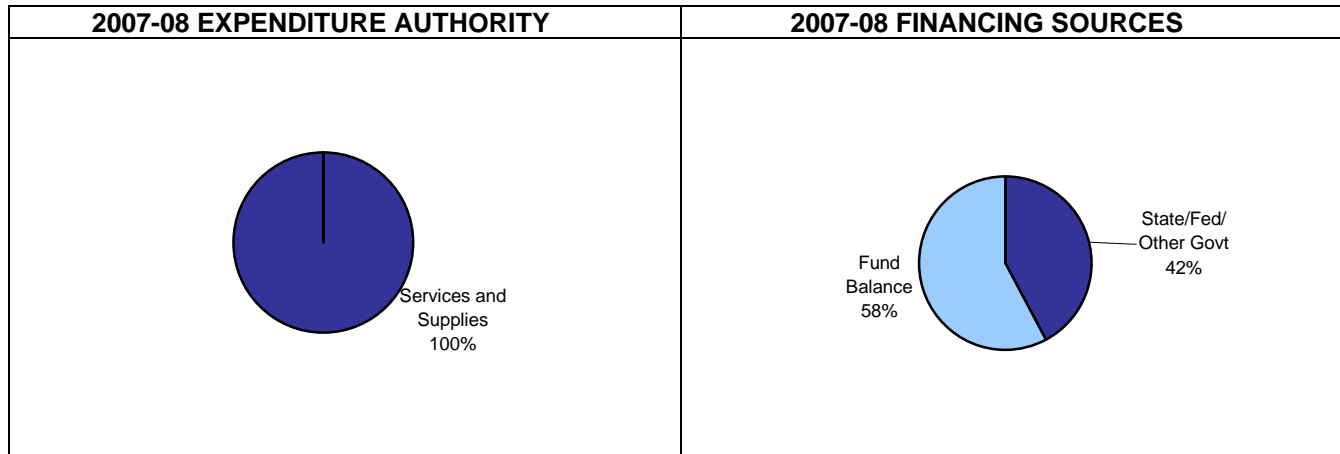 2007-08 EXPENDITURE AUTHORITY
Services and
Supplies
100%
2007-08 FINANCING SOURCES
State/Fed/
Other Govt
42%
Fund
Balance
58%